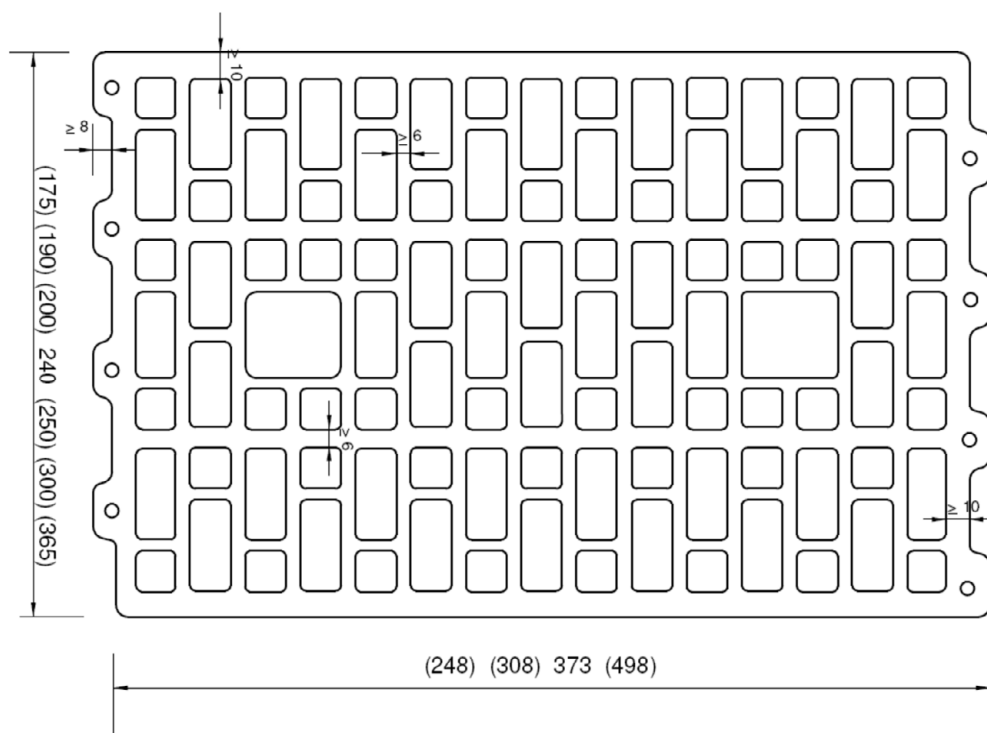 ≥ 10
≥ 8
≥ 6
(175) (190) (200) 240 (250) (300) (365)
≥ 6
≥ 10
(248) (308) 373 (498)